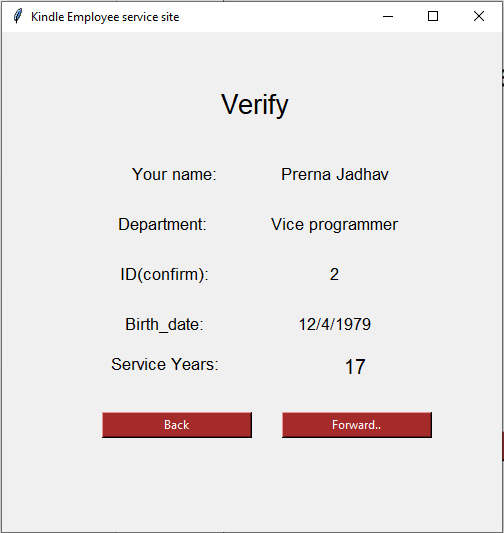 Kindle Employee service site
Verify
Your name: Prerna Jadhav
Department: Vice programmer
ID(confirm): 2
Birth_date: 12/4/1979
Service Years: 17
Back Forward..